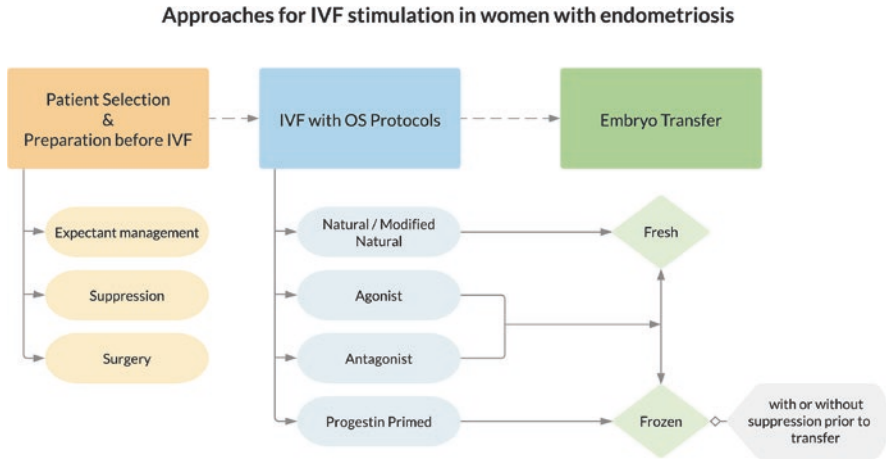 Approaches for IVF stimulation in women with endometriosis
Patient Selection
&
Preparation before IVF
IVF with OS Protocols
Embryo Transfer
Expectant management
Suppression
Surgery
Natural / Modified
Natural
Agonist
Antagonist
Progestin Primed
Fresh
Frozen
with or without
suppression prior to
transfer